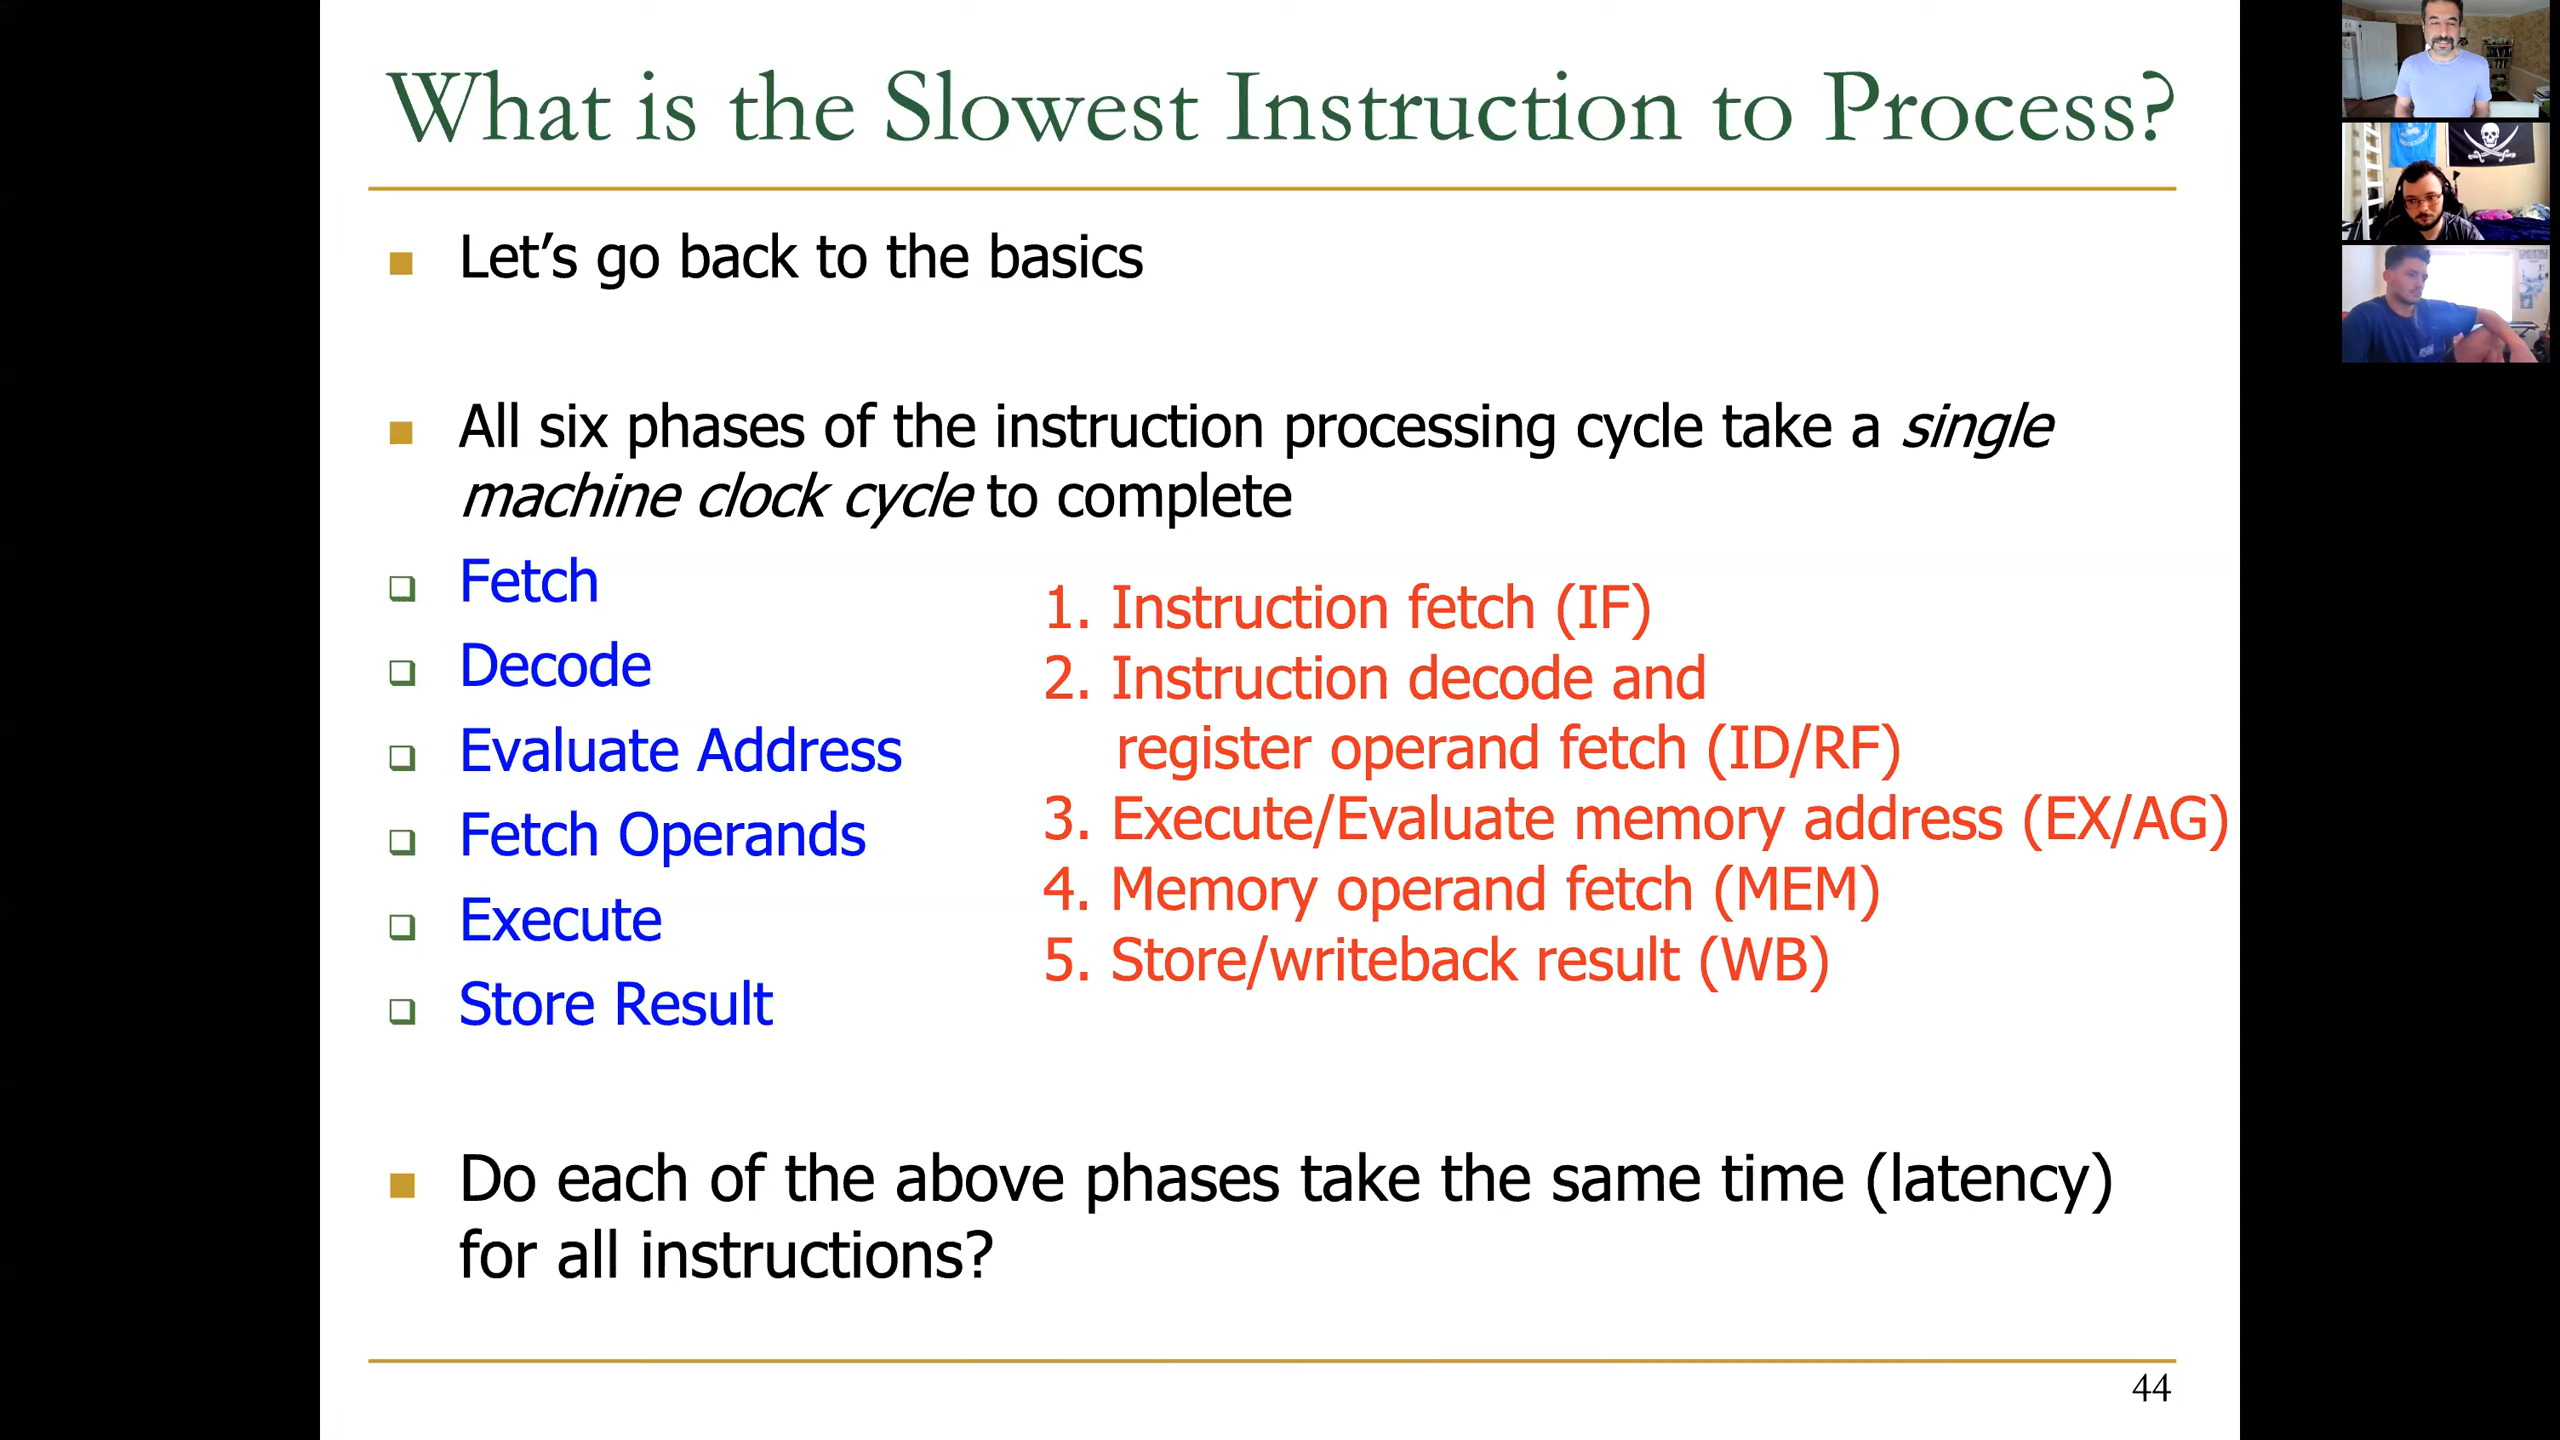 What is the Slowest Instruction to Process?
Let's go back to the basics
All six phases of the instruction processing cycle take a single
machine clock cycle to complete
Fetch
Decode
Evaluate Address
Fetch Operands
Execute
Store Result
1. Instruction fetch (IF)
2. Instruction decode and
register operand fetch (ID/RF)
3. Execute/Evaluate memory address (EX/AG)
4. Memory operand fetch (MEM)
5. Store/writeback result (WB)
Do each of the above phases take the same time (latency)
for all instructions?
44